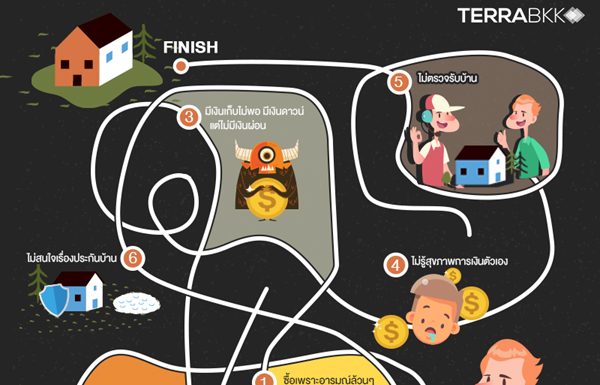 TERRABKK
FINISH
5 ไม่ตรวจรับบ้าน
3 มีเงินเก็บไม่พอ มีเงินดาวน์
แต่ไม่มีเงินผ่อน
ไม่สนใจเรื่องประกันบ้าน 6
4 ไม่รู้สุขภาพการเงินตัวเอง
1 ซื้อเพราะอารมณ์ล้วนๆ